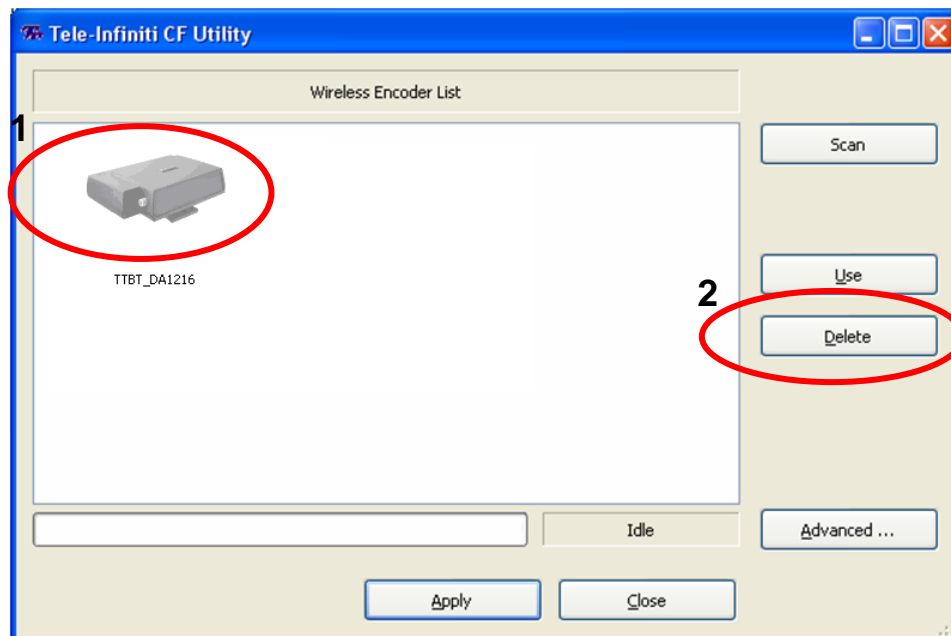 Tele-Infiniti CF Utility
Wireless Encoder List
1
Scan
TTBT_DA1216
Use
2
Delete
Idle
Advanced ...
Apply
Close